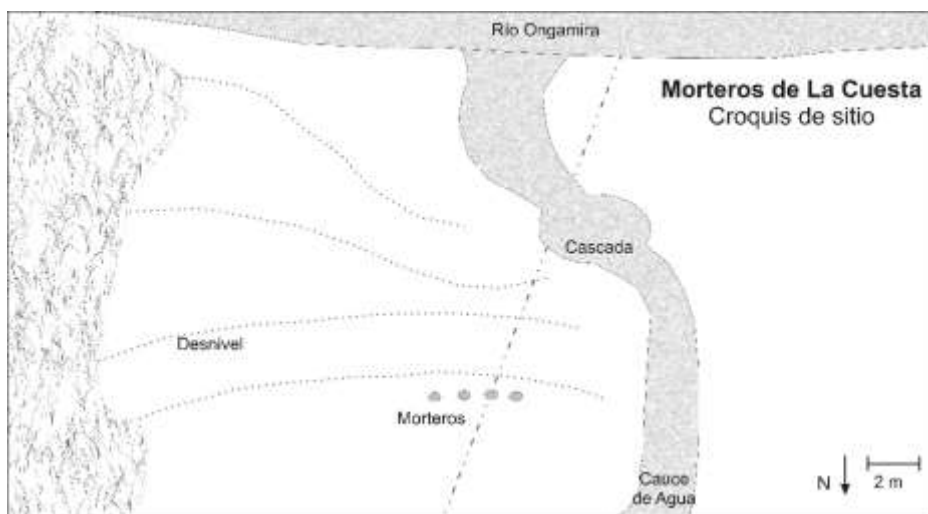 Río Ongamira
Morteros de La Cuesta
Croquis de sitio
Cascada
Desnivel
Morteros
Cauce
de Agua
N
2 m